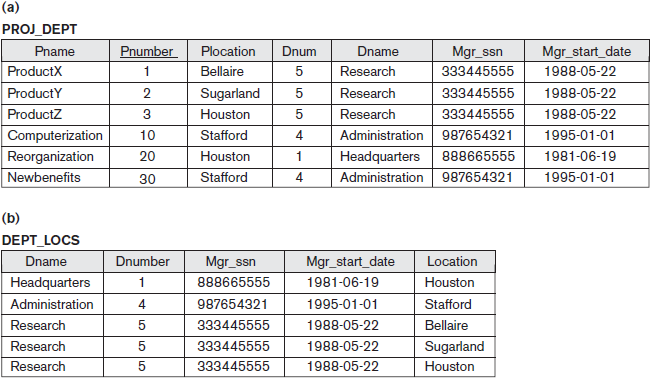 (a)
PROJ_DEPT
Pname Pnumber Plocation Dnum Dname Mgr_ssn Mgr_start_date
ProductX 1 Bellaire 5 Research 333445555 1988-05-22
ProductY 2 Sugarland 5 Research 333445555 1988-05-22
ProductZ 3 Houston 5 Research 333445555 1988-05-22
Computerization 10 Stafford 4 Administration 987654321 1995-01-01
Reorganization 20 Houston 1 Headquarters 888665555 1981-06-19
Newbenefits 30 Stafford 4 Administration 987654321 1995-01-01
(b)
DEPT_LOCS
Dname Dnumber Mgr_ssn Mgr_start_date Location
Headquarters 1 888665555 1981-06-19 Houston
Administration 4 987654321 1995-01-01 Stafford
Research 5 333445555 1988-05-22 Bellaire
Research 5 333445555 1988-05-22 Sugarland
Research 5 333445555 1988-05-22 Houston